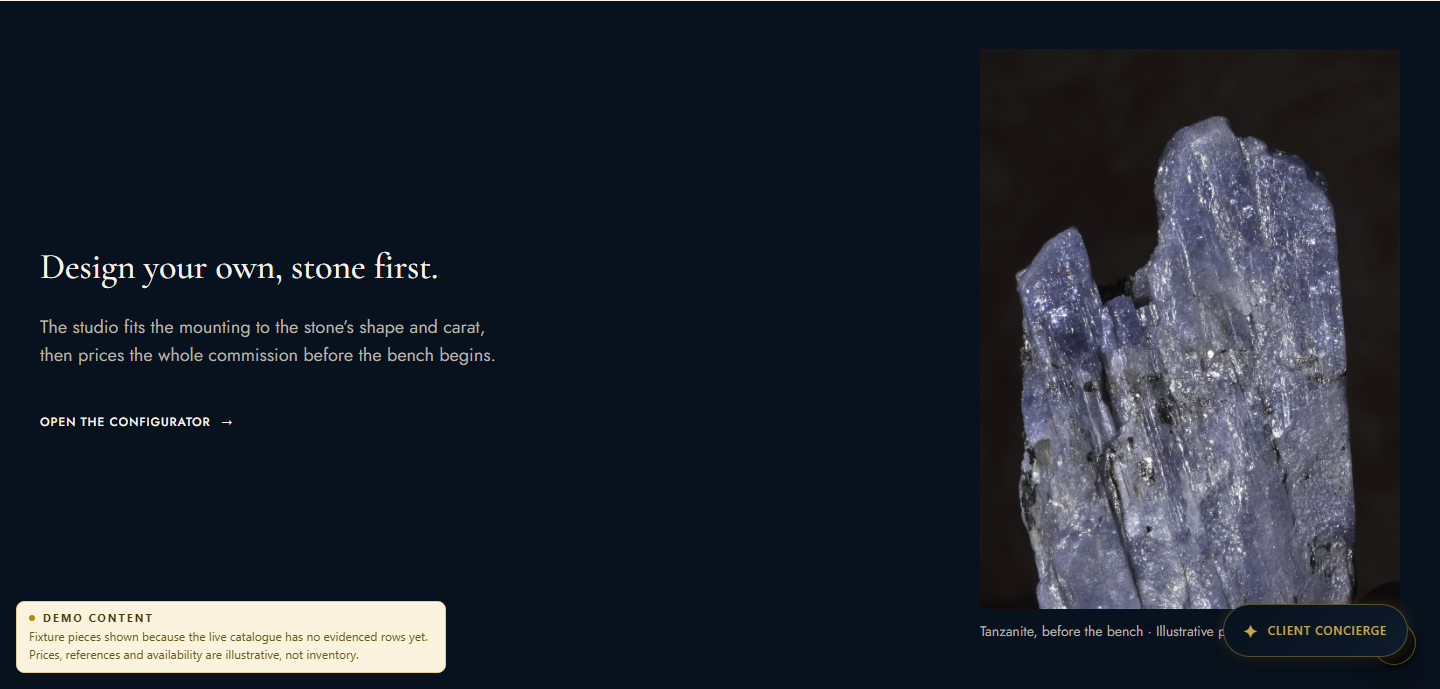 Design your own, stone first.
The studio fits the mounting to the stone’s shape and carat,
then prices the whole commission before the bench begins.
OPEN THE CONFIGURATOR →
DEMO CONTENT
Fixture pieces shown because the live catalogue has no evidenced rows yet.
Prices, references and availability are illustrative, not inventory.
Tanzanite, before the bench · Illustrative
CLIENT CONCIERGE